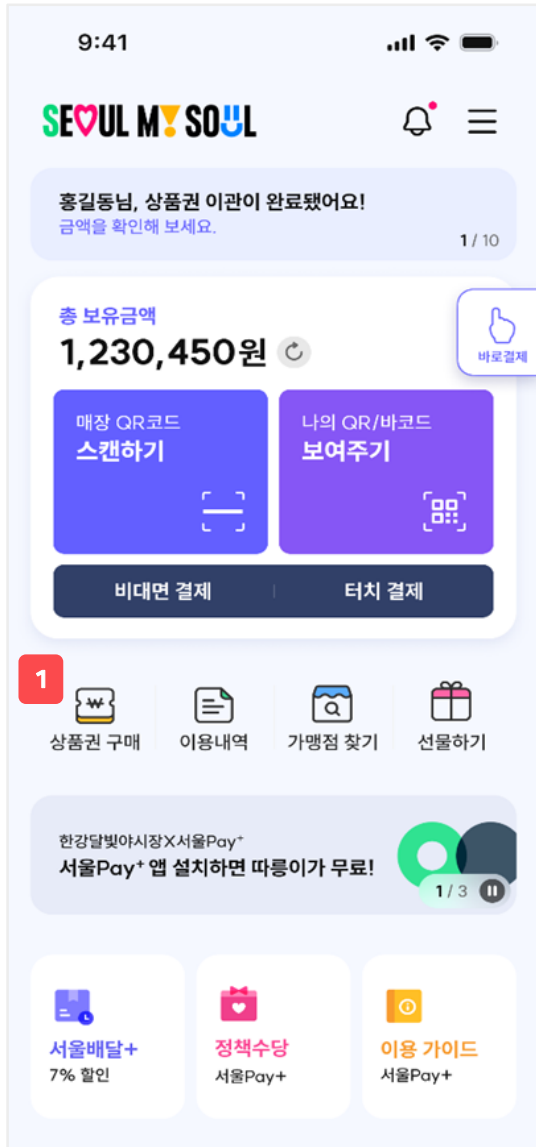 9:41
SEOUL MY SOUL
홍길동님, 상품권 이관이 완료됐어요!
금액을 확인해 보세요.
1 / 10
총 보유금액
1,230,450원
바로결제
매장 QR코드
스캔하기
나의 QR/바코드
보여주기
비대면 결제
터치 결제
1
상품권 구매
이용내역
가맹점 찾기
선물하기
한강달빛야시장X서울Pay+
서울Pay+ 앱 설치하면 따릉이가 무료!
1 / 3
서울배달+
7% 할인
정책수당
서울Pay+
이용 가이드
서울Pay+